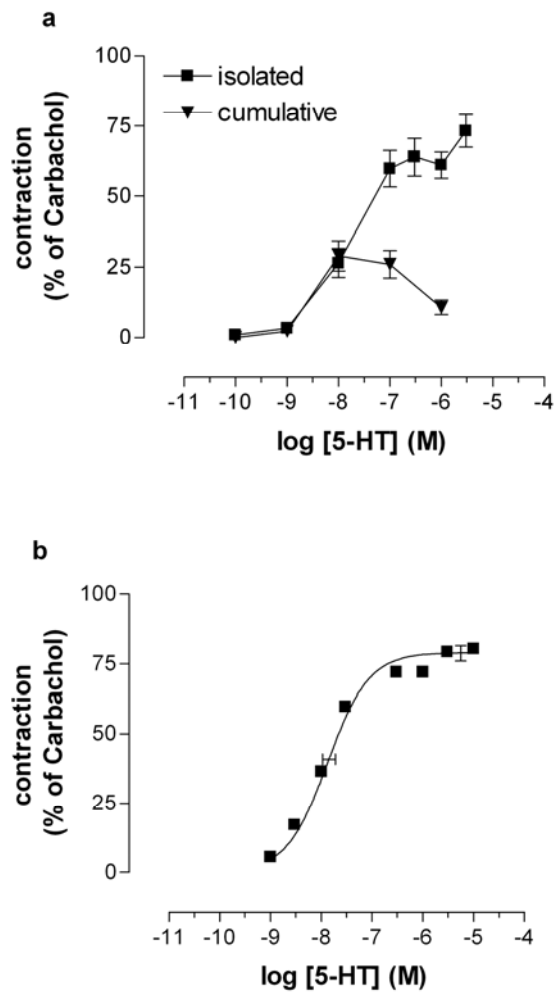 a
contraction
(% of Carbachol)
100
75
50
25
0
isolated
cumulative
-11 -10 -9 -8 -7 -6 -5 -4
log [5-HT] (M)
b
contraction
(% of Carbachol)
100
75
50
25
0
-11 -10 -9 -8 -7 -6 -5 -4
log [5-HT] (M)